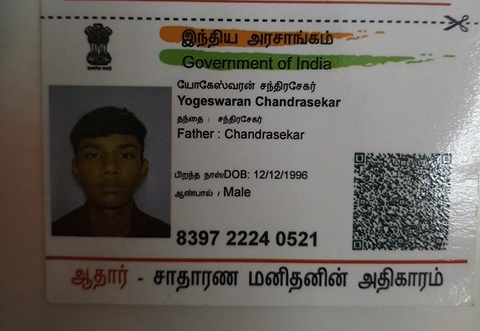 இந்திய அரசாங்கம்
Government of India
யோகேஸ்வரன் சந்திரசேகர்
Yogeswaran Chandrasekar
தந்தை : சந்திரசேகர்
Father : Chandrasekar
பிறந்த நாள்/DOB: 12/12/1996
ஆண்பால் / Male
8397 2224 0521
ஆதார் - சாதாரண மனிதனின் அதிகாரம்